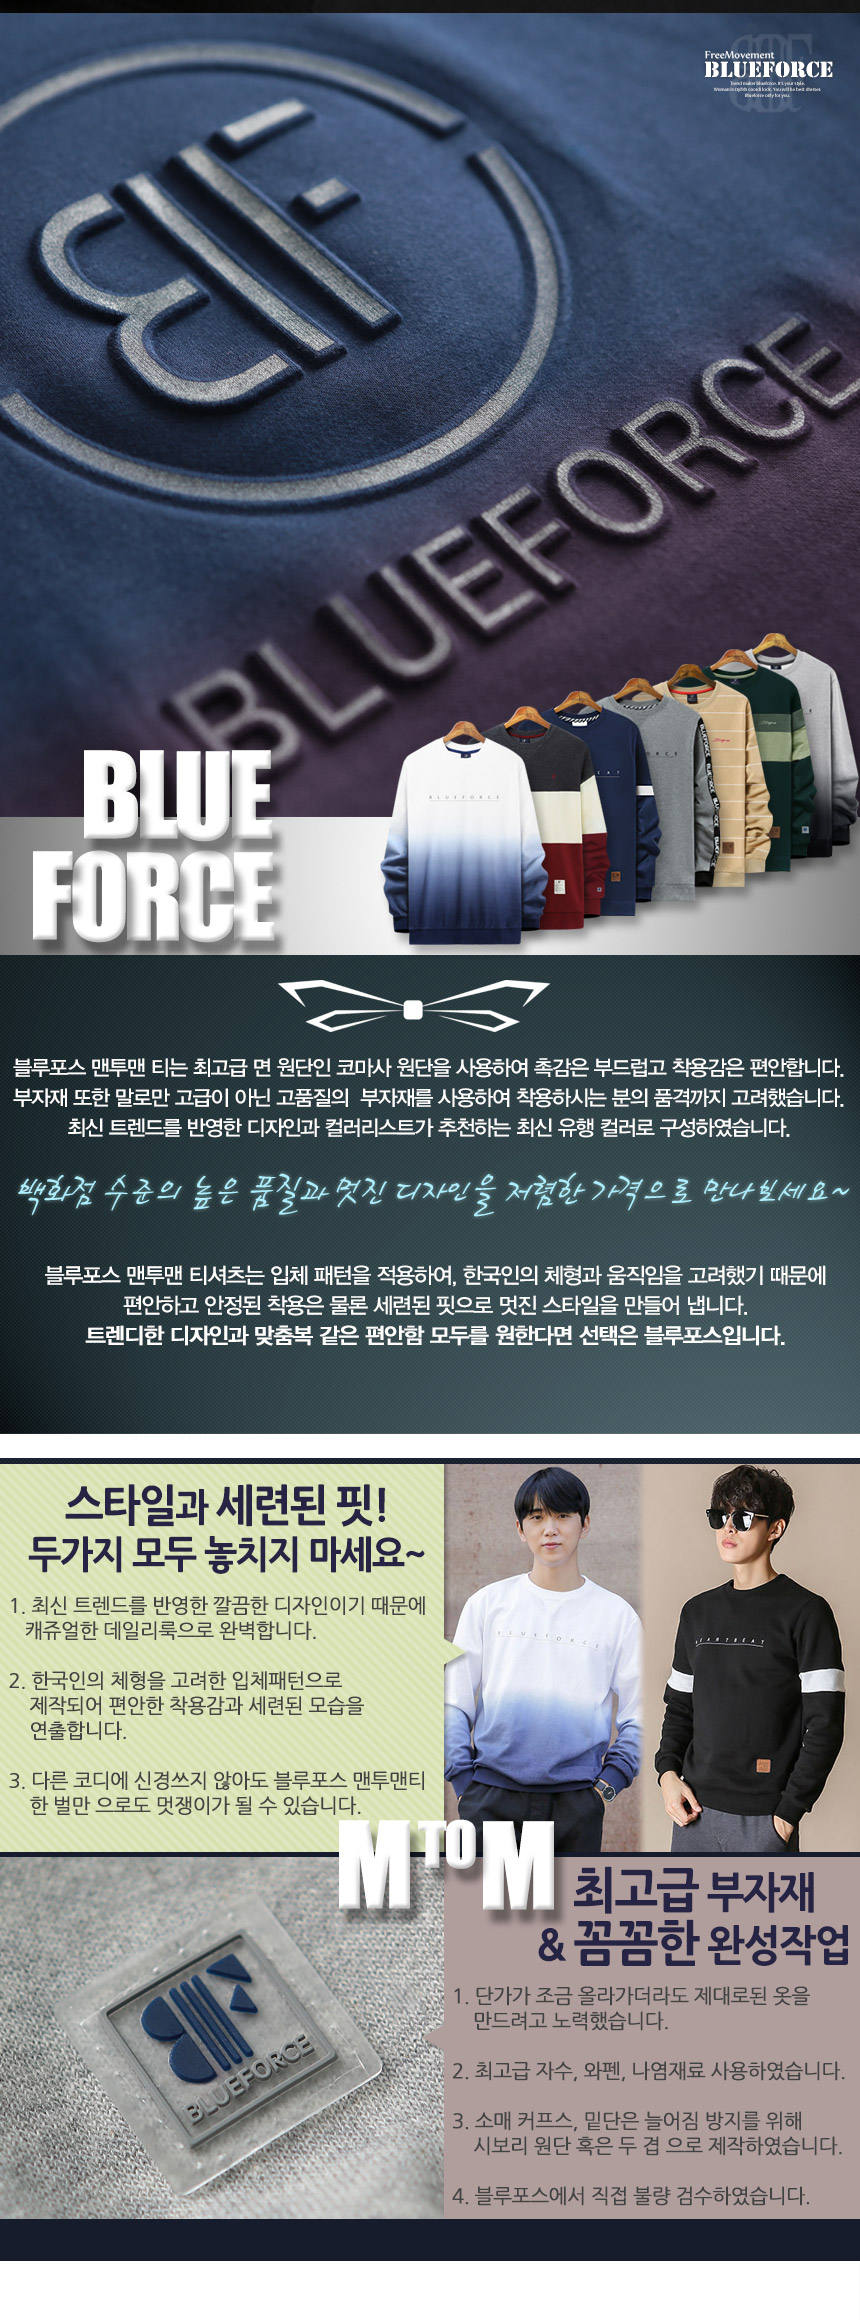 FreeMovement
BLUEFORCE
BF
BLUEFORCE
BLUE
FORCE
BLUEFORCE
블루포스 맨투맨 티는 최고급 면 원단인 코마사 원단을 사용하여 촉감은 부드럽고 착용감은 편안합니다.
부자재 또한 말로만 고급이 아닌 고품질의 부자재를 사용하여 착용하시는 분의 품격까지 고려했습니다.
최신 트렌드를 반영한 디자인과 컬러리스트가 추천하는 최신 유행 컬러로 구성하였습니다.
백화점 수준의 높은 품질과 멋진 디자인을 저렴한 가격으로 만나보세요~
블루포스 맨투맨 티셔츠는 입체 패턴을 적용하여, 한국인의 체형과 움직임을 고려했기 때문에
편안하고 안정된 착용은 물론 세련된 핏으로 멋진 스타일을 만들어 냅니다.
트렌디한 디자인과 맞춤복 같은 편안함 모두를 원한다면 선택은 블루포스입니다.
스타일과 세련된 핏!
두가지 모두 놓치지 마세요~
1. 최신 트렌드를 반영한 깔끔한 디자인이기 때문에
캐쥬얼한 데일리룩으로 완벽합니다.
2. 한국인의 체형을 고려한 입체패턴으로
제작되어 편안한 착용감과 세련된 모습을
연출합니다.
3. 다른 코디에 신경쓰지 않아도 블루포스 맨투맨티
한 벌만 으로도 멋쟁이가 될 수 있습니다.
BLUEFORCE
HEARTBEAT
M TO M
최고급 부자재
& 꼼꼼한 완성작업
1. 단가가 조금 올라가더라도 제대로된 옷을
만드려고 노력했습니다.
2. 최고급 자수, 와펜, 나염재료 사용하였습니다.
3. 소매 커프스, 밑단은 늘어짐 방지를 위해
시보리 원단 혹은 두 겹 으로 제작하였습니다.
4. 블루포스에서 직접 불량 검수하였습니다.
BF
BLUEFORCE